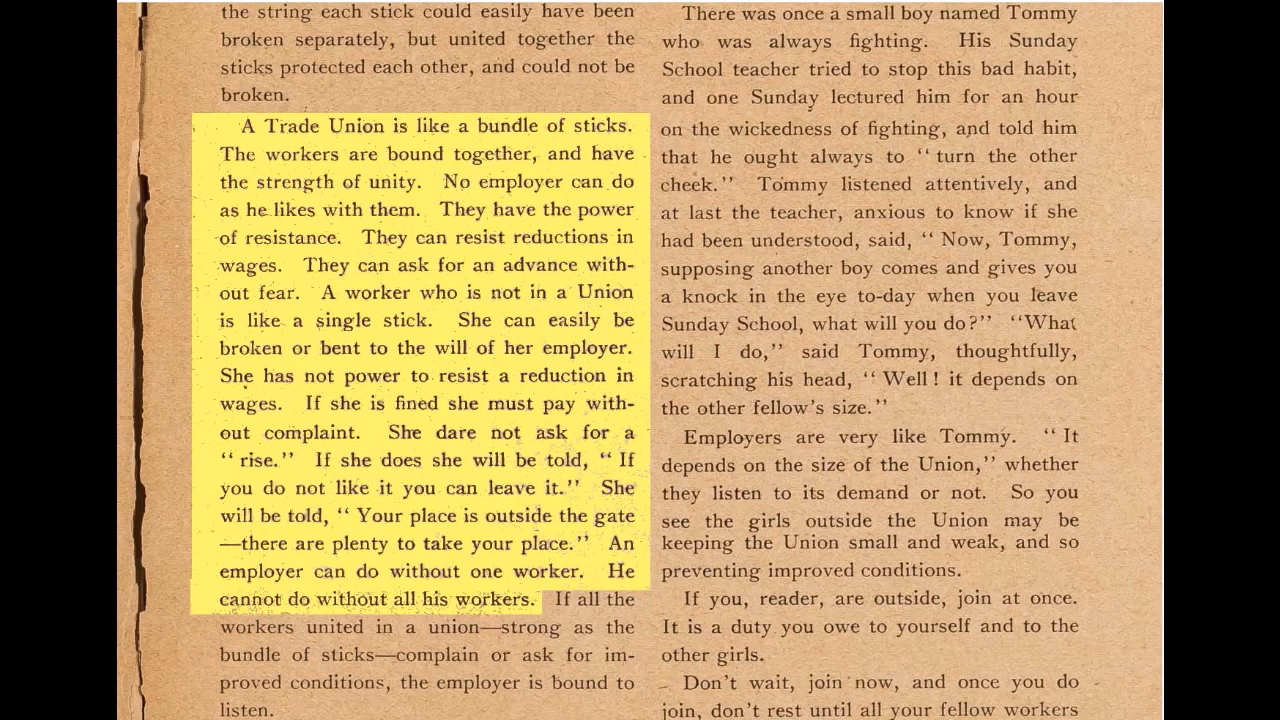 the string each stick could easily have been
broken separately, but united together the
sticks protected each other, and could not be
broken.
A Trade Union is like a bundle of sticks.
The workers are bound together, and have
the strength of unity. No employer can do
as he likes with them. They have the power
of resistance. They can resist reductions in
wages. They can ask for an advance with-
out fear. A worker who is not in a Union
is like a single stick. She can easily be
broken or bent to the will of her employer.
She has not power to resist a reduction in
wages. If she is fined she must pay with-
out complaint. She dare not ask for a
“rise.” If she does she will be told, “If
you do not like it you can leave it.” She
will be told, “Your place is outside the gate
—there are plenty to take your place.” An
employer can do without one worker. He
cannot do without all his workers. If all the
workers united in a union—strong as the
bundle of sticks—complain or ask for im-
proved conditions, the employer is bound to
listen.
There was once a small boy named Tommy
who was always fighting. His Sunday
School teacher tried to stop this bad habit,
and one Sunday lectured him for an hour
on the wickedness of fighting, and told him
that he ought always to “turn the other
cheek.” Tommy listened attentively, and
at last the teacher, anxious to know if she
had been understood, said, “Now, Tommy,
supposing another boy comes and gives you
a knock in the eye to-day when you leave
Sunday School, what will you do?” “What
will I do,” said Tommy, thoughtfully,
scratching his head, “Well! it depends on
the other fellow's size.”
Employers are very like Tommy. “It
depends on the size of the Union,” whether
they listen to its demand or not. So you
see the girls outside the Union may be
keeping the Union small and weak, and so
preventing improved conditions.
If you, reader, are outside, join at once.
It is a duty you owe to yourself and to the
other girls.
Don't wait, join now, and once you do
join, don't rest until all your fellow workers